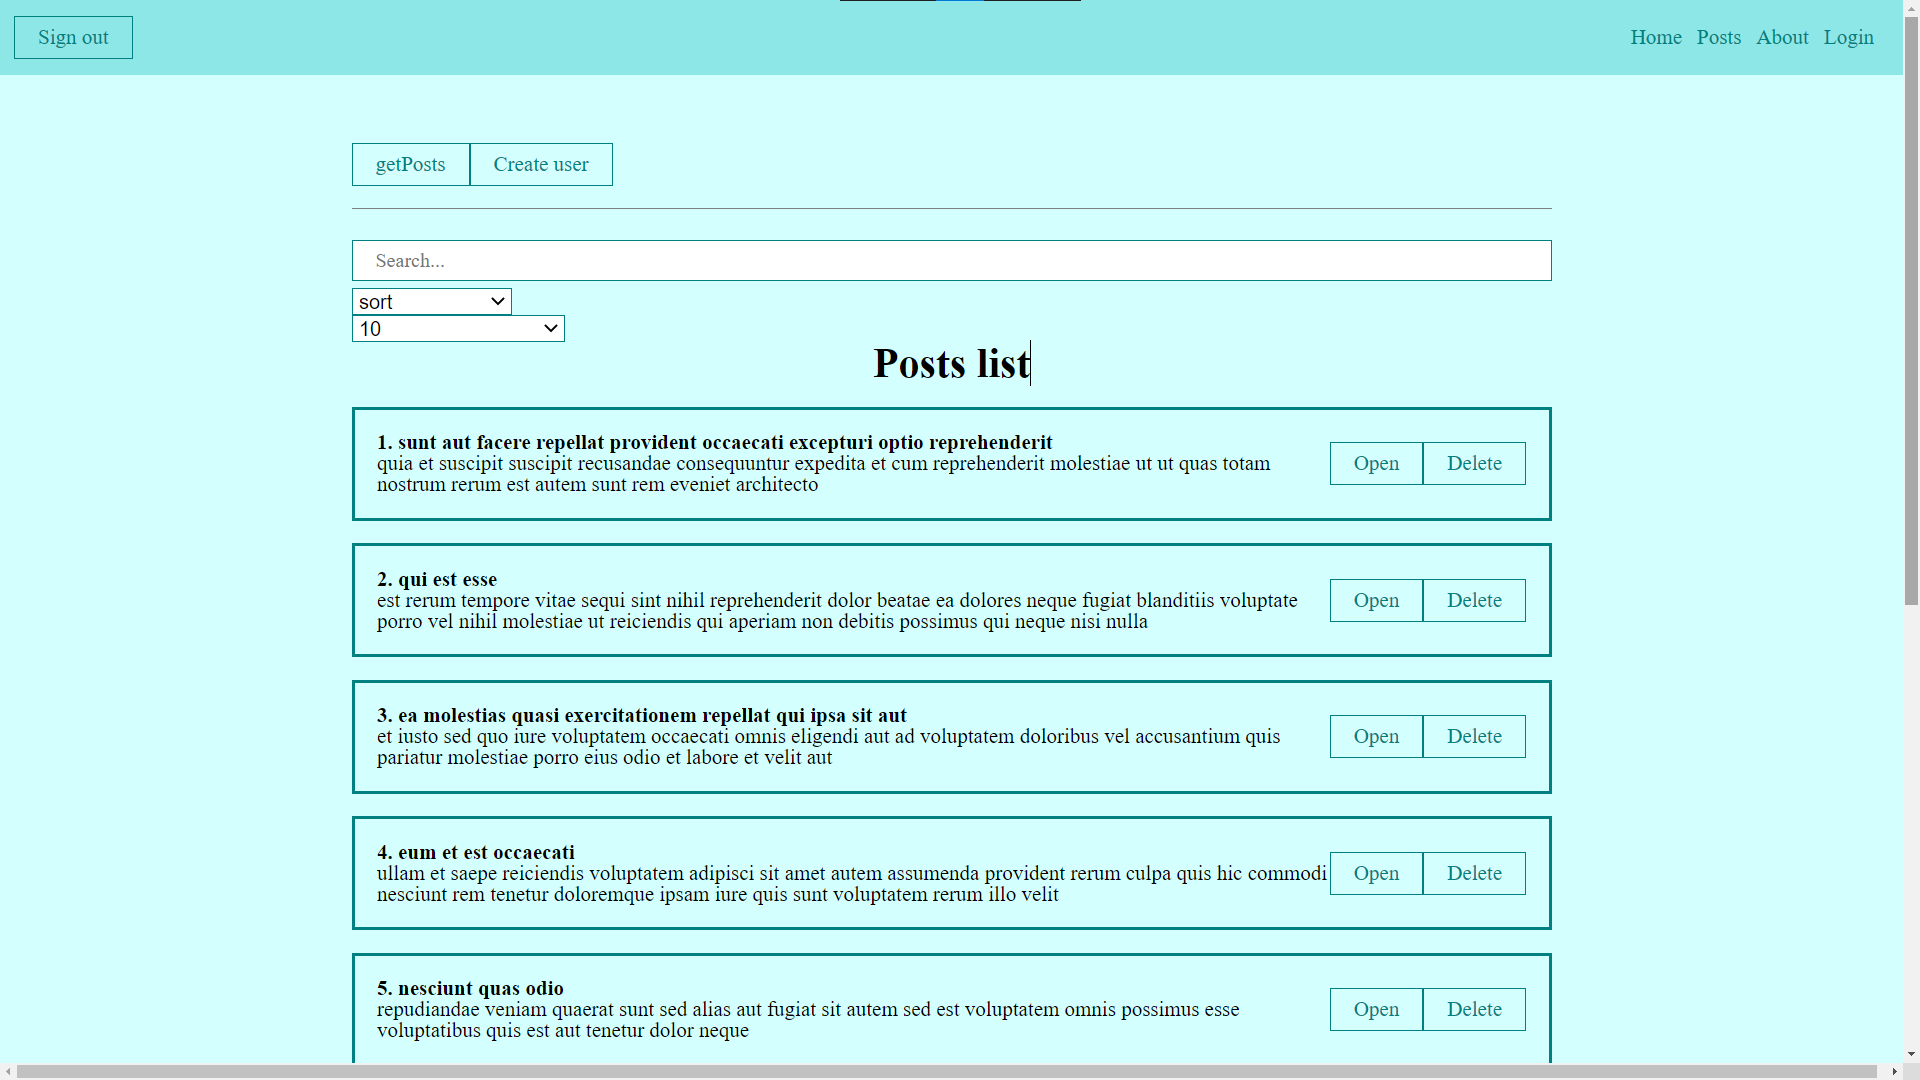 Sign out
Home Posts About Login
getPosts Create user
Search...
sort
10
Posts list
1. sunt aut facere repellat provident occaecati excepturi optio reprehenderit
quia et suscipit suscipit recusandae consequuntur expedita et cum reprehenderit molestiae ut ut quas totam
nostrum rerum est autem sunt rem eveniet architecto
Open Delete
2. qui est esse
est rerum tempore vitae sequi sint nihil reprehenderit dolor beatae ea dolores neque fugiat blanditiis voluptate
porro vel nihil molestiae ut reiciendis qui aperiam non debitis possimus qui neque nisi nulla
Open Delete
3. ea molestias quasi exercitationem repellat qui ipsa sit aut
et iusto sed quo iure voluptatem occaecati omnis eligendi aut ad voluptatem doloribus vel accusantium quis
pariatur molestiae porro eius odio et labore et velit aut
Open Delete
4. eum et est occaecati
ullam et saepe reiciendis voluptatem adipisci sit amet autem assumenda provident rerum culpa quis hic commodi
nesciunt rem tenetur doloremque ipsam iure quis sunt voluptatem rerum illo velit
Open Delete
5. nesciunt quas odio
repudiandae veniam quaerat sunt sed alias aut fugiat sit autem sed est voluptatem omnis possimus esse
voluptatibus quis est aut tenetur dolor neque
Open Delete